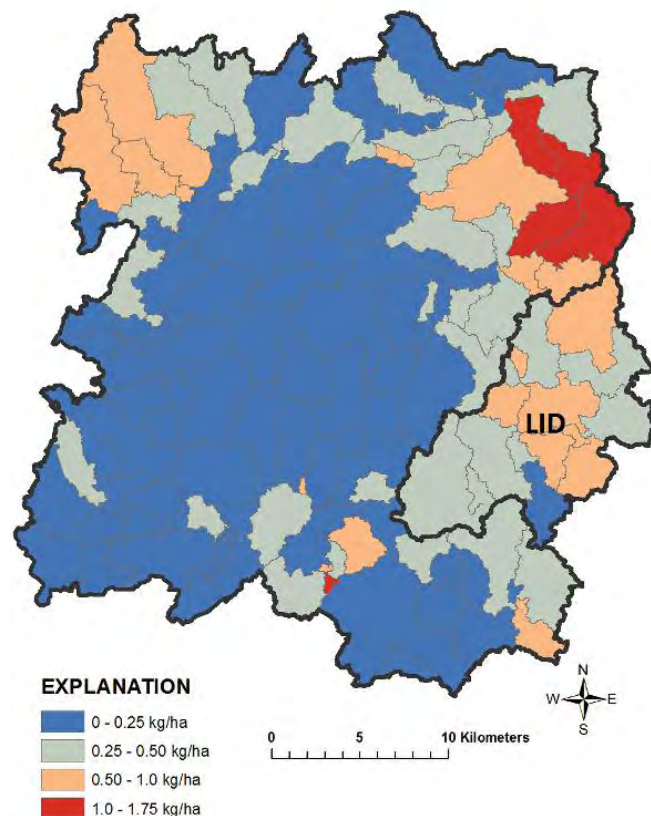 LID
EXPLANATION
0 - 0.25 kg/ha
0.25 - 0.50 kg/ha
0.50 - 1.0 kg/ha
1.0 - 1.75 kg/ha
0 5 10 Kilometers
N
W E
S